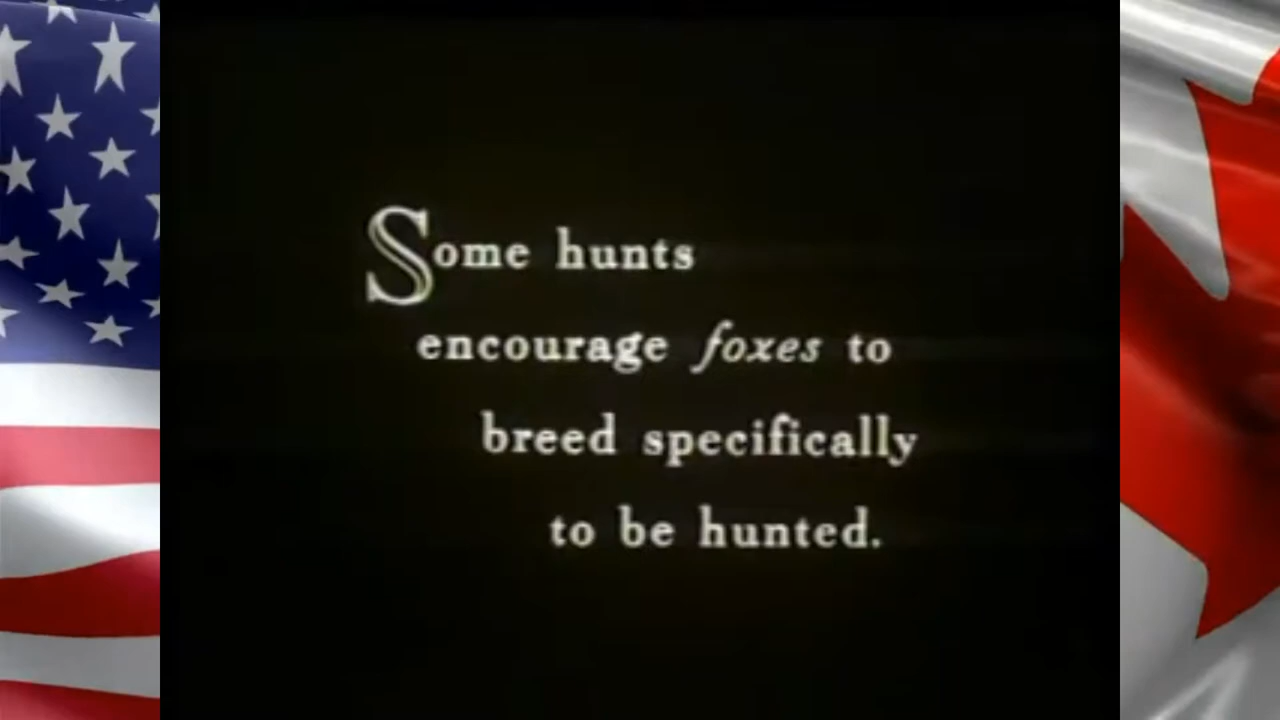 Some hunts
encourage foxes to
breed specifically
to be hunted.